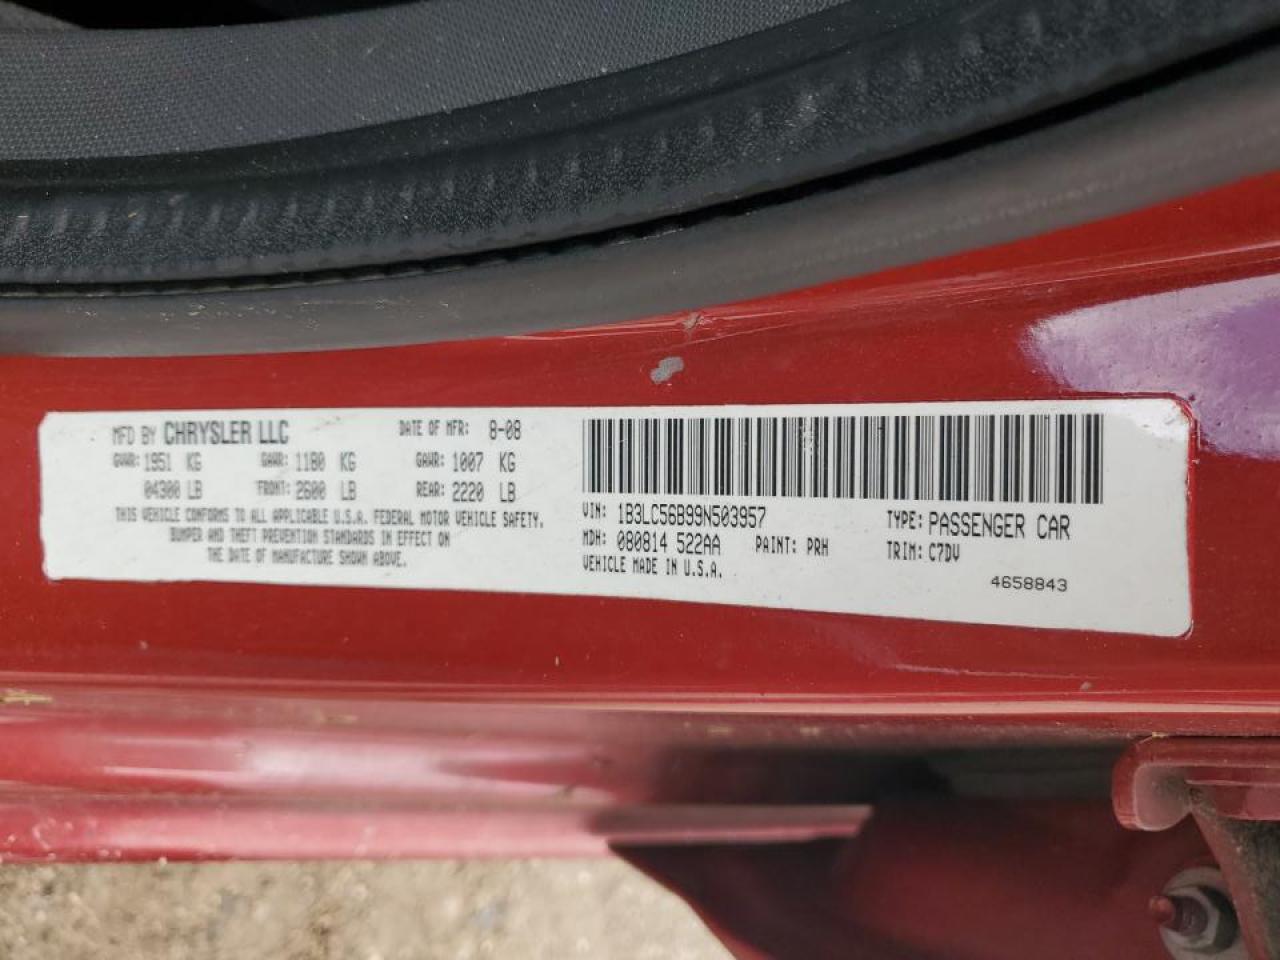 MFD BY CHRYSLER LLC DATE OF MFR: 8-08
GVWR: 1951 KG GAWR: 1180 KG GAWR: 1007 KG
04300 LB FRONT: 2600 LB REAR: 2220 LB
THIS VEHICLE CONFORMS TO ALL APPLICABLE U.S.A. FEDERAL MOTOR VEHICLE SAFETY,
BUMPER AND THEFT PREVENTION STANDARDS IN EFFECT ON
THE DATE OF MANUFACTURE SHOWN ABOVE.
VIN: 1B3LC56B99N503957 TYPE: PASSENGER CAR
MDH: 080814 522AA PAINT: PRH TRIM: C7DV
VEHICLE MADE IN U.S.A.
4658843